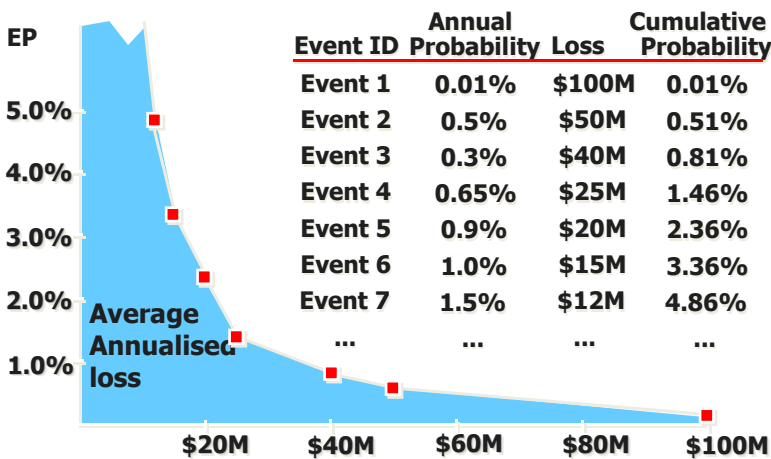 EP
Annual Cumulative
Event ID Probability Loss Probability
Event 1 0.01% $100M 0.01%
Event 2 0.5% $50M 0.51%
Event 3 0.3% $40M 0.81%
Event 4 0.65% $25M 1.46%
Event 5 0.9% $20M 2.36%
Event 6 1.0% $15M 3.36%
Event 7 1.5% $12M 4.86%
... ... ... ...
5.0%
4.0%
3.0%
2.0%
1.0%
Average
Annualised
loss
$20M $40M $60M $80M $100M